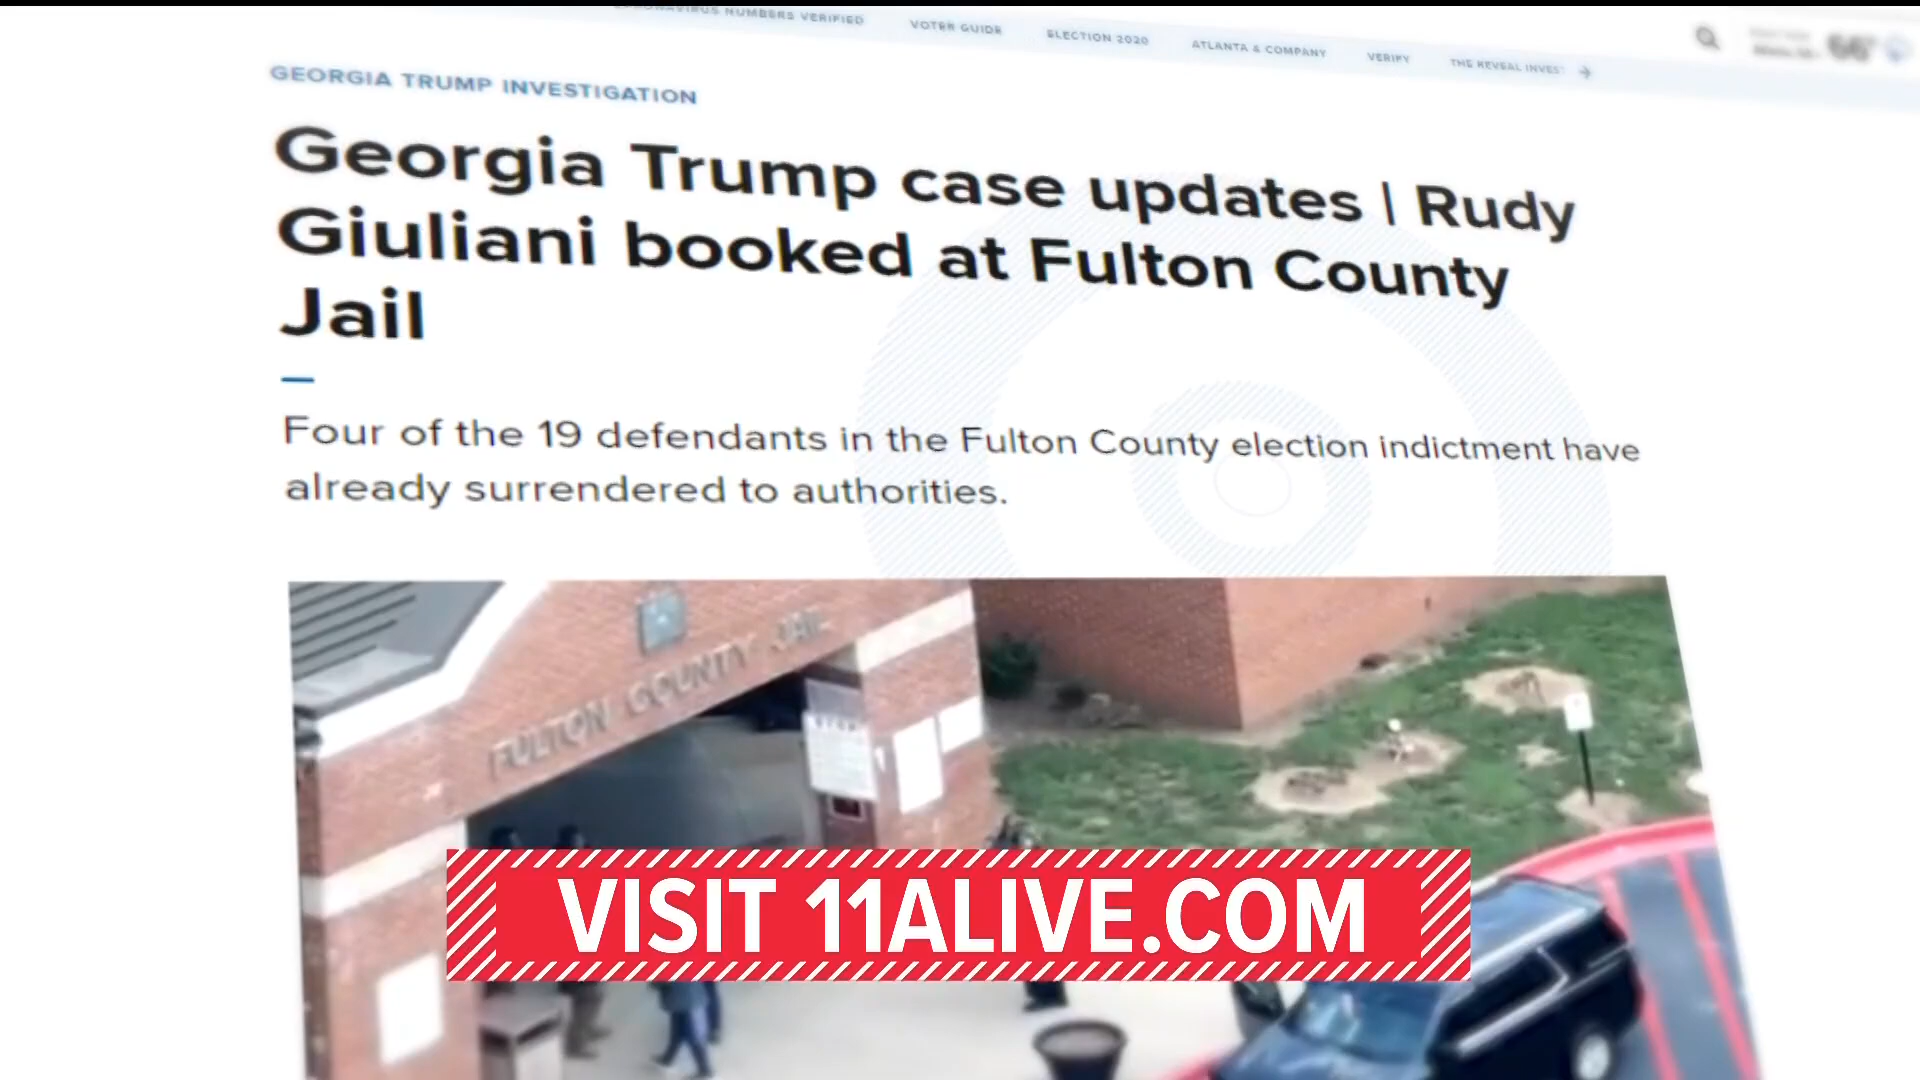 CORONAVIRUS NUMBERS VERIFIED VOTER GUIDE ELECTION 2020 ATLANTA & COMPANY VERIFY THE REVEAL INVEST
66°
GEORGIA TRUMP INVESTIGATION
Georgia Trump case updates | Rudy
Giuliani booked at Fulton County
Jail
Four of the 19 defendants in the Fulton County election indictment have
already surrendered to authorities.
FULTON COUNTY JAIL
VISIT 11ALIVE.COM